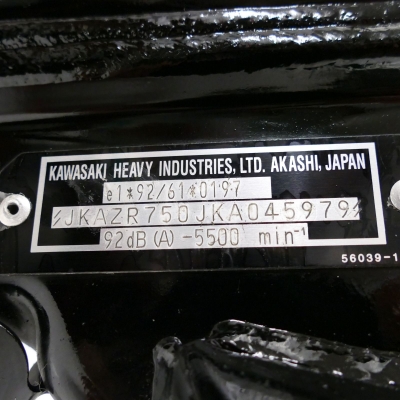 KAWASAKI HEAVY INDUSTRIES, LTD. AKASHI, JAPAN
e1*92/61*0197
JKAZR750JKA045979
92dB(A) -5500 min⁻¹
56039-1